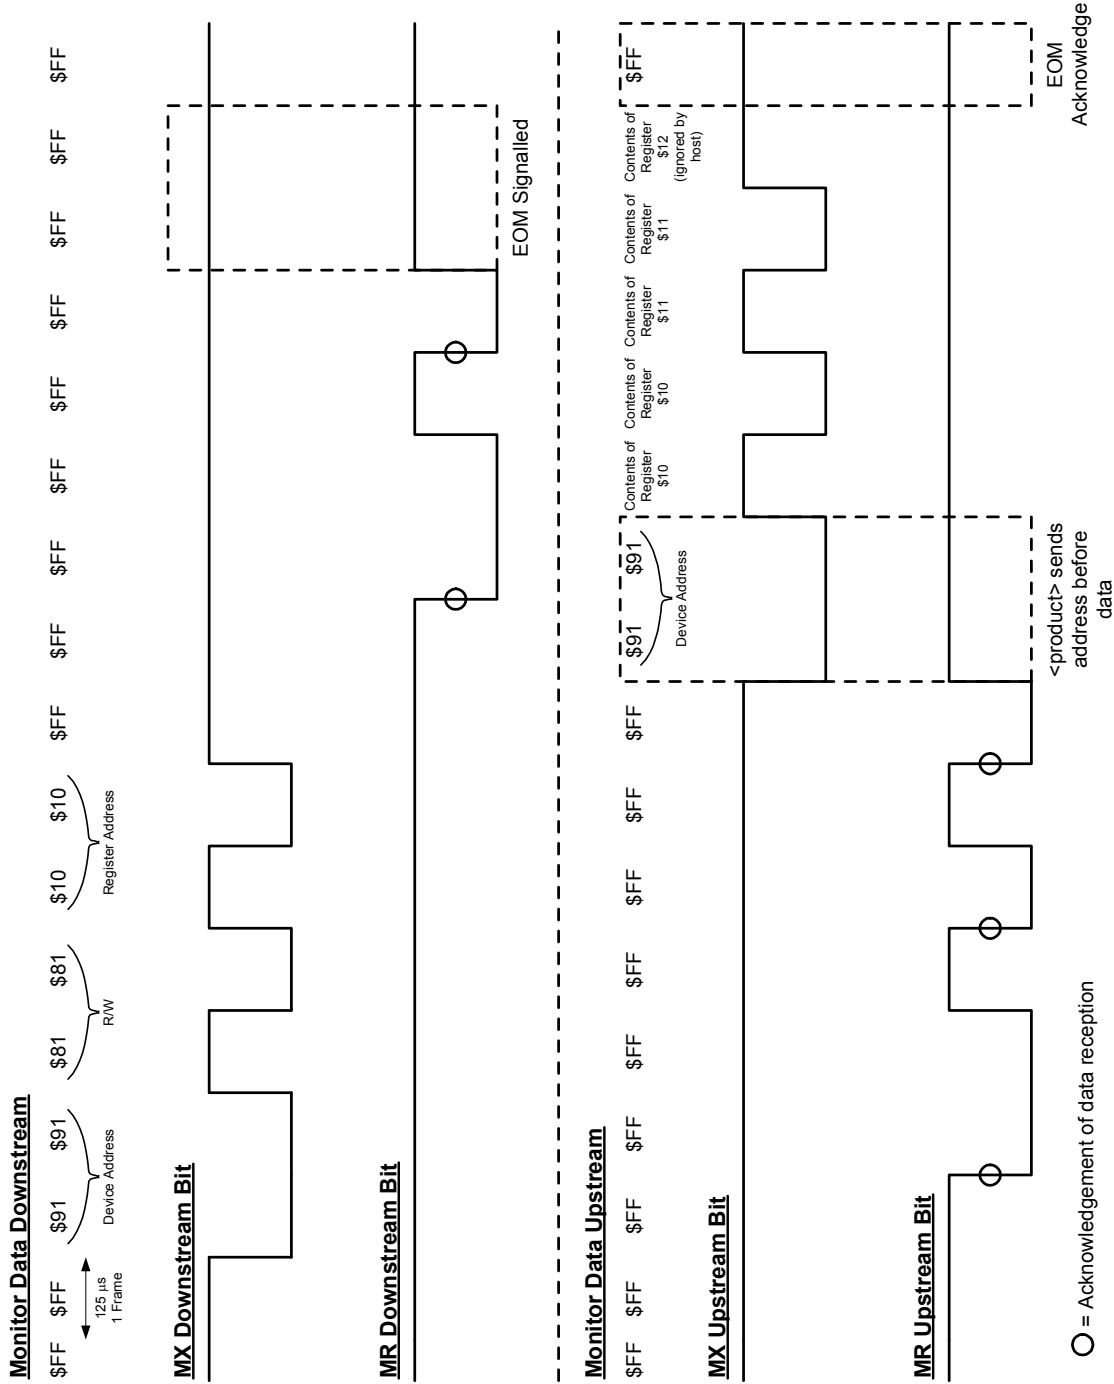 Monitor Data Downstream
$FF $FF $91 $91 $81 $81 $10 $10 $FF $FF $FF $FF $FF $FF $FF $FF $FF
125 µs
1 Frame
Device Address
R/W
Register Address
MX Downstream Bit
MR Downstream Bit
EOM Signalled
Monitor Data Upstream
$FF $FF $FF $FF $FF $FF $FF $FF $FF $91 $91
Device Address
Contents of
Register
$10
Contents of
Register
$10
Contents of
Register
$11
Contents of
Register
$11
Contents of
Register
$12
(ignored by
host)
$FF
MX Upstream Bit
MR Upstream Bit
<product> sends
address before
data
EOM
Acknowledge
= Acknowledgement of data reception